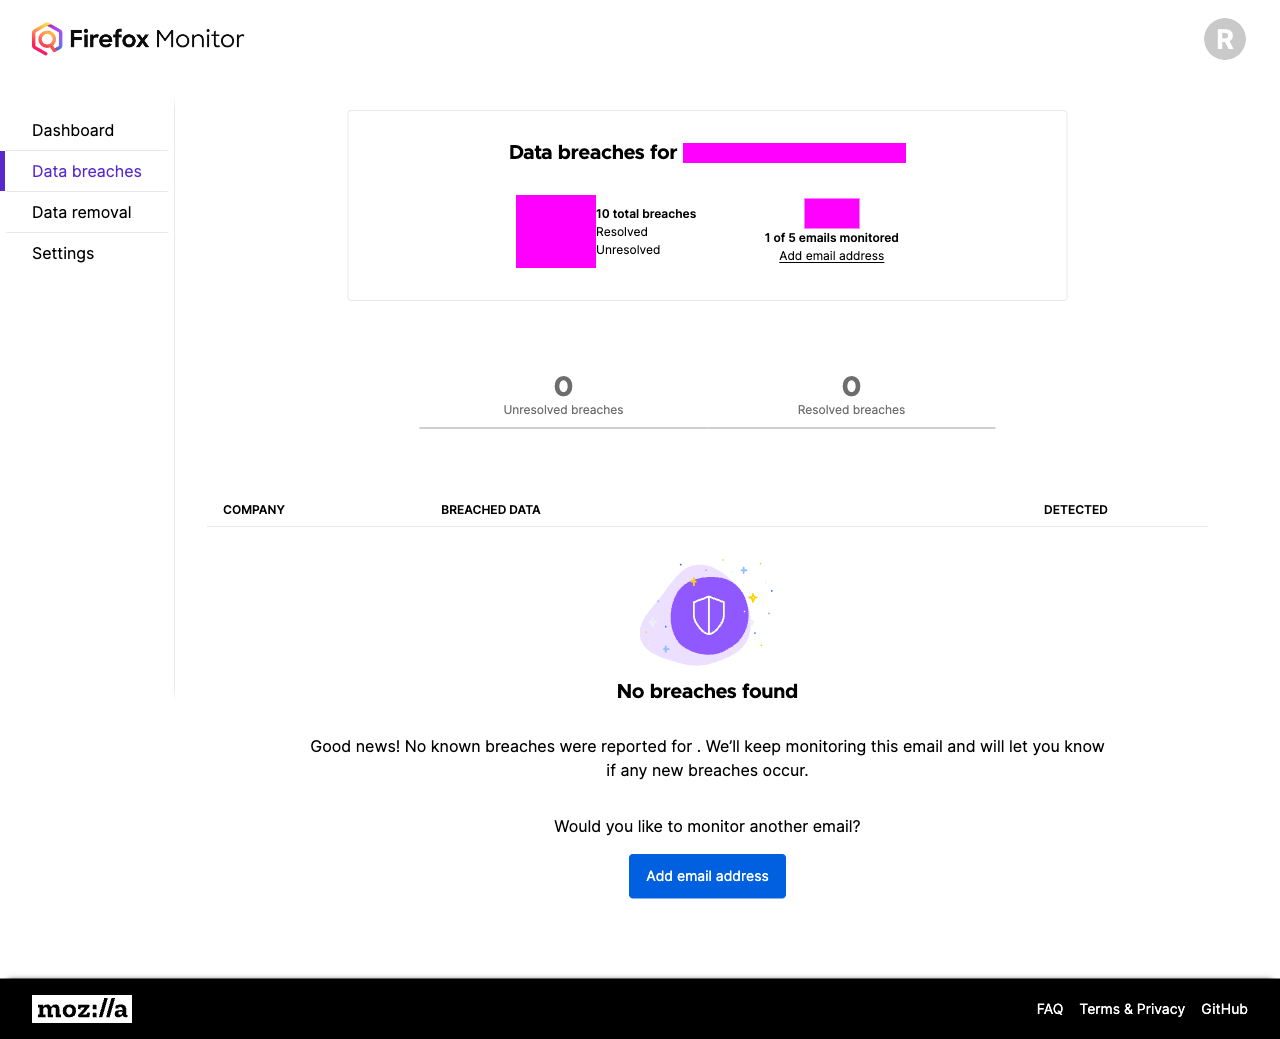 Firefox Monitor
R
Dashboard
Data breaches
Data removal
Settings
Data breaches for
10 total breaches
Resolved
Unresolved
1 of 5 emails monitored
Add email address
0
Unresolved breaches
0
Resolved breaches
COMPANY BREACHED DATA DETECTED
No breaches found
Good news! No known breaches were reported for . We’ll keep monitoring this email and will let you know
if any new breaches occur.
Would you like to monitor another email?
Add email address
moz://a
FAQ Terms & Privacy GitHub